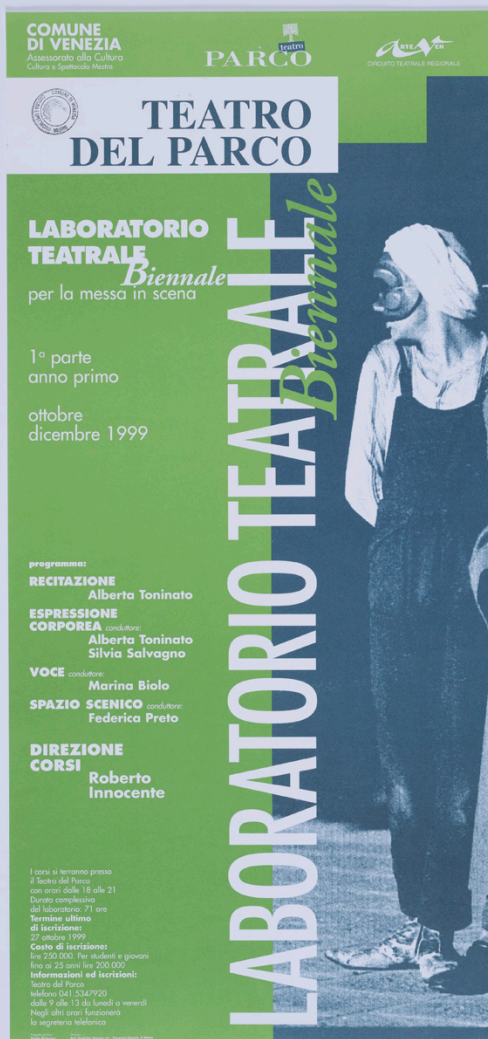 COMUNE
DI VENEZIA
Assessorato alla Cultura
Cultura e Spettacolo Mestre
teatro
PARCO
ARTEVEN
CIRCUITO TEATRALE REGIONALE
TEATRO
DEL PARCO
LABORATORIO
TEATRALE
Biennale
per la messa in scena
1ª parte
anno primo
ottobre
dicembre 1999
LABORATORIO TEATRALE
Biennale
programma:
RECITAZIONE
Alberta Toninato
ESPRESSIONE
CORPOREA conduttore:
Alberta Toninato
Silvia Salvagno
VOCE conduttore:
Marina Biolo
SPAZIO SCENICO conduttore:
Federica Preto
DIREZIONE
CORSI
Roberto
Innocente
I corsi si terranno presso
il Teatro del Parco
con orari dalle 18 alle 21
Durata complessiva
del laboratorio: 71 ore
Termine ultimo
di iscrizione:
27 ottobre 1999
Costo di iscrizione:
lire 250.000. Per studenti e giovani
fino ai 25 anni lire 200.000
Informazioni ed iscrizioni:
Teatro del Parco
telefono 041.5347920
dalle 9 alle 13 da lunedì a venerdì
Negli altri orari funzionerà
la segreteria telefonica